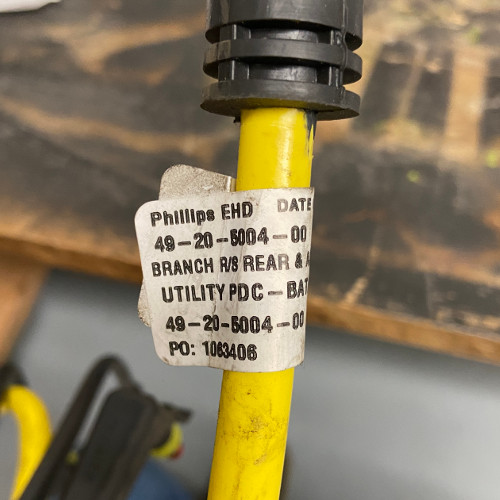 Phillips EHD DATE
49-20-5004-00
BRANCH R/S REAR & A
UTILITY PDC - BAT
49-20-5004-00
PO: 1063406